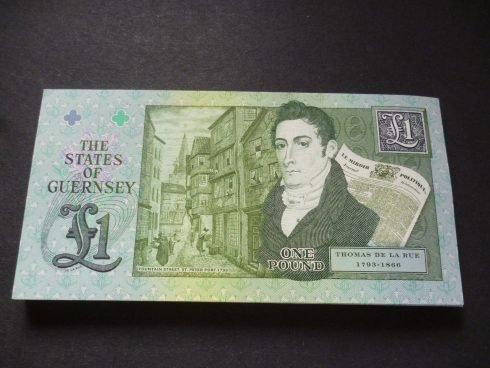 THE
STATES
OF
GUERNSEY
£1
£1
LE MIROIR
POLITIQUE
FOUNTAIN STREET, ST. PETER PORT 1793
ONE
POUND
THOMAS DE LA RUE
1793-1866